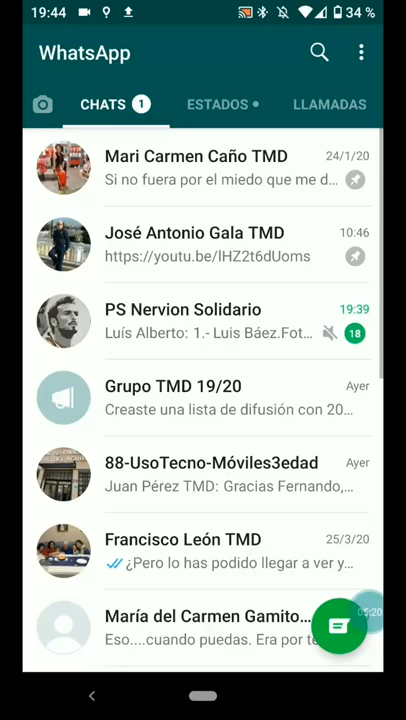 19:44 34 %
WhatsApp
CHATS 1 ESTADOS LLAMADAS
Mari Carmen Caño TMD 24/1/20
Si no fuera por el miedo que me d...
José Antonio Gala TMD 10:46
https://youtu.be/lHZ2t6dUoms
PS Nervion Solidario 19:39
Luís Alberto: 1.- Luis Báez.Fot... 18
Grupo TMD 19/20 Ayer
Creaste una lista de difusión con 20...
88-UsoTecno-Móviles3edad Ayer
Juan Pérez TMD: Gracias Fernando,...
Francisco León TMD 25/3/20
¿Pero lo has podido llegar a ver y...
María del Carmen Gamito...
05:20
Eso....cuando puedas. Era por